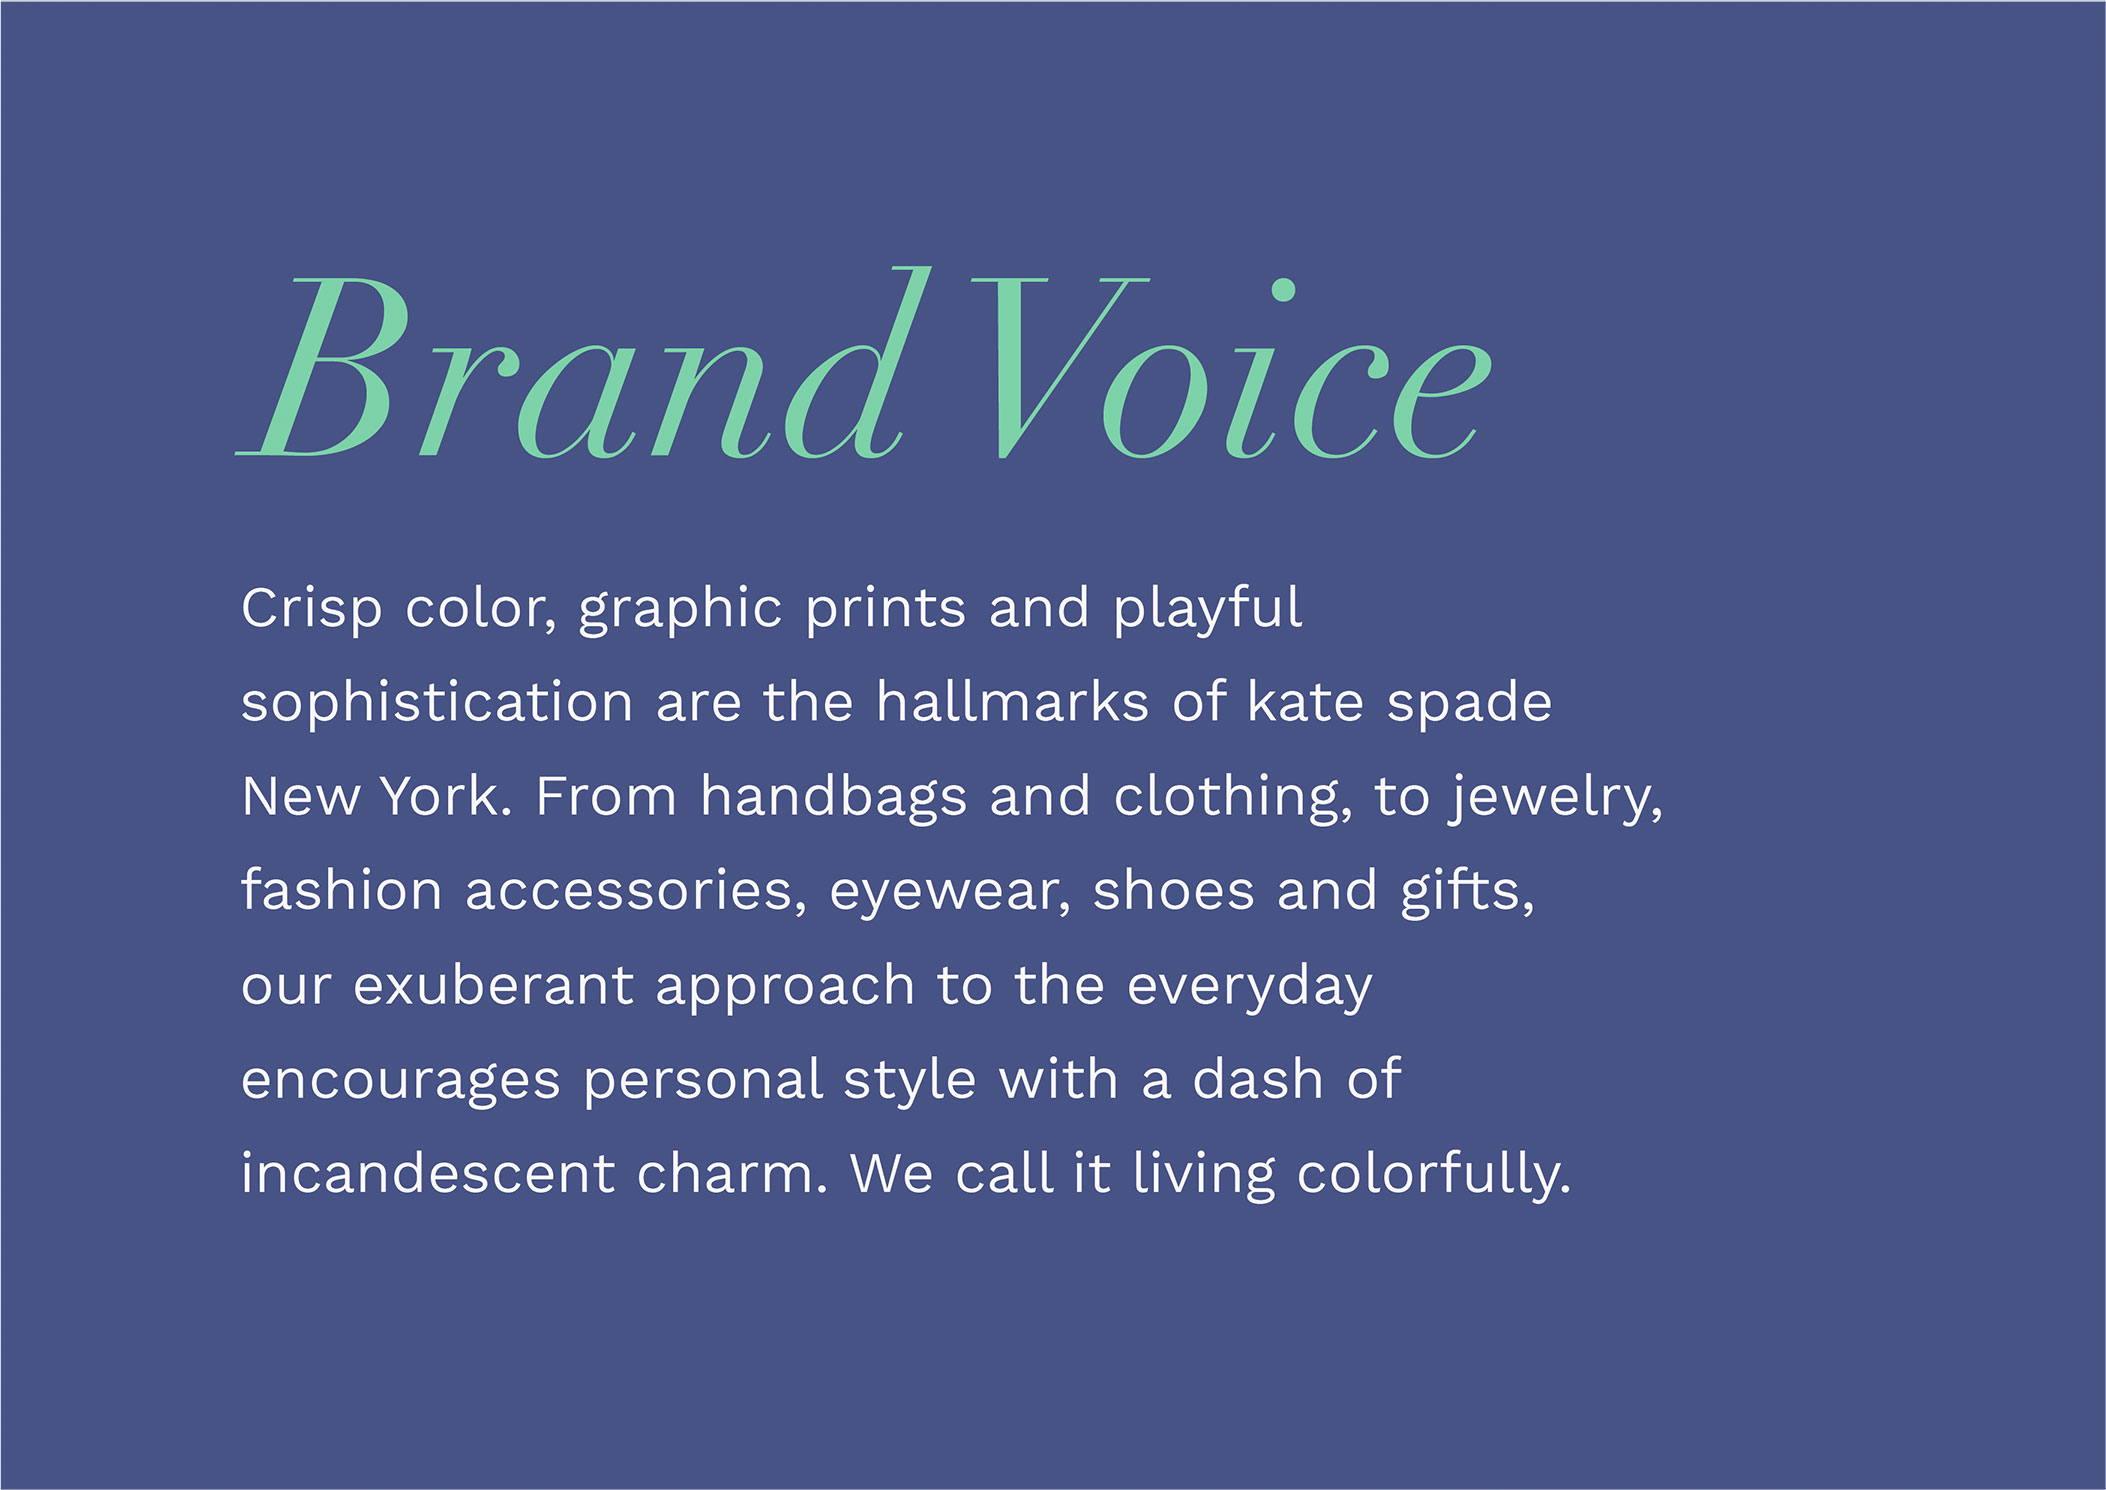 Brand Voice
Crisp color, graphic prints and playful
sophistication are the hallmarks of kate spade
New York. From handbags and clothing, to jewelry,
fashion accessories, eyewear, shoes and gifts,
our exuberant approach to the everyday
encourages personal style with a dash of
incandescent charm. We call it living colorfully.